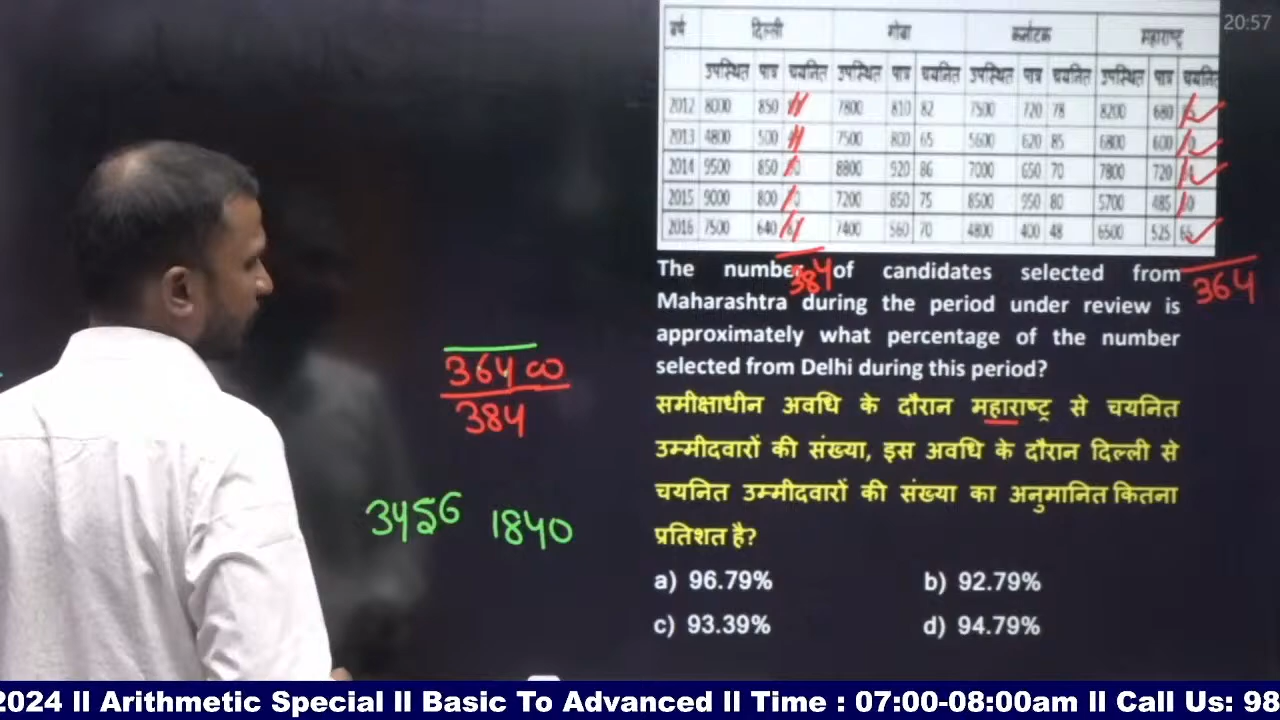 20:57
वर्ष दिल्ली गोवा कर्नाटक महाराष्ट्र
उपस्थित पात्र चयनित उपस्थित पात्र चयनित उपस्थित पात्र चयनित उपस्थित पात्र चयनित
2012 8000 850 7800 810 82 7500 720 78 8200 680
2013 4800 500 7500 800 65 5600 620 85 6800 600
2014 9500 850 8800 920 86 7000 650 70 7800 720
2015 9000 800 7200 850 75 8500 950 80 5700 485
2016 7500 640 7400 560 70 4800 400 48 6500 525 65
384
364
The number of candidates selected from
Maharashtra during the period under review is
approximately what percentage of the number
selected from Delhi during this period?
समीक्षाधीन अवधि के दौरान महाराष्ट्र से चयनित
उम्मीदवारों की संख्या, इस अवधि के दौरान दिल्ली से
चयनित उम्मीदवारों की संख्या का अनुमानित कितना
प्रतिशत है?
a) 96.79% b) 92.79%
c) 93.39% d) 94.79%
36400
384
3456 1840
2024 ll Arithmetic Special ll Basic To Advanced ll Time : 07:00-08:00am ll Call Us: 98